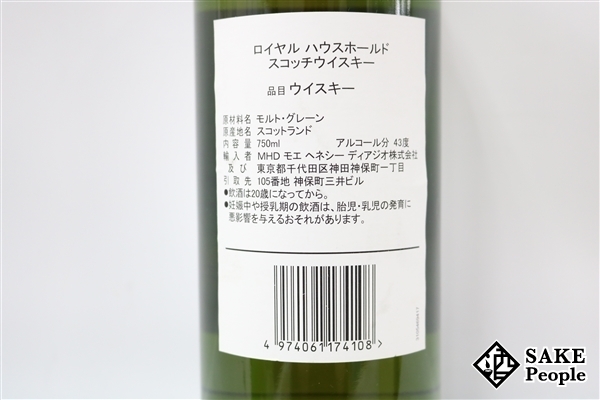 ロイヤル ハウスホールド
スコッチウイスキー
品目 ウイスキー
原材料名 モルト・グレーン
原産地名 スコットランド
内容量 750ml アルコール分 43度
輸入者 MHD モエ ヘネシー ディアジオ株式会社
及び 東京都千代田区神田神保町一丁目
引取先 105番地 神保町三井ビル
●飲酒は20歳になってから。
●妊娠中や授乳期の飲酒は、胎児・乳児の発育に
悪影響を与えるおそれがあります。
4 974061174108 >
SAKE
People